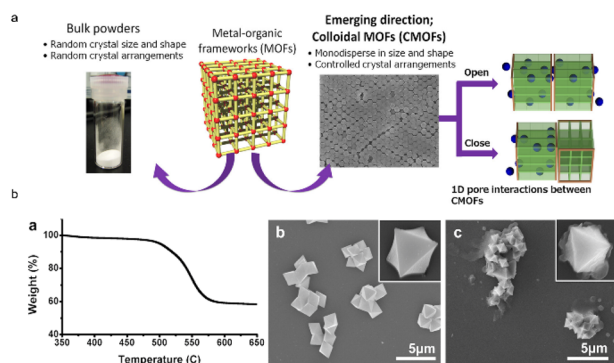 a
Bulk powders
• Random crystal size and shape
• Random crystal arrangements
Metal-organic
frameworks (MOFs)
Emerging direction;
Colloidal MOFs (CMOFs)
• Monodisperse in size and shape
• Controlled crystal arrangements
Open
Close
1D pore interactions between
CMOFs
b
a
100
80
60
40
Weight (%)
350 400 450 500 550 600 650
Temperature (C)
b
5μm
c
5μm